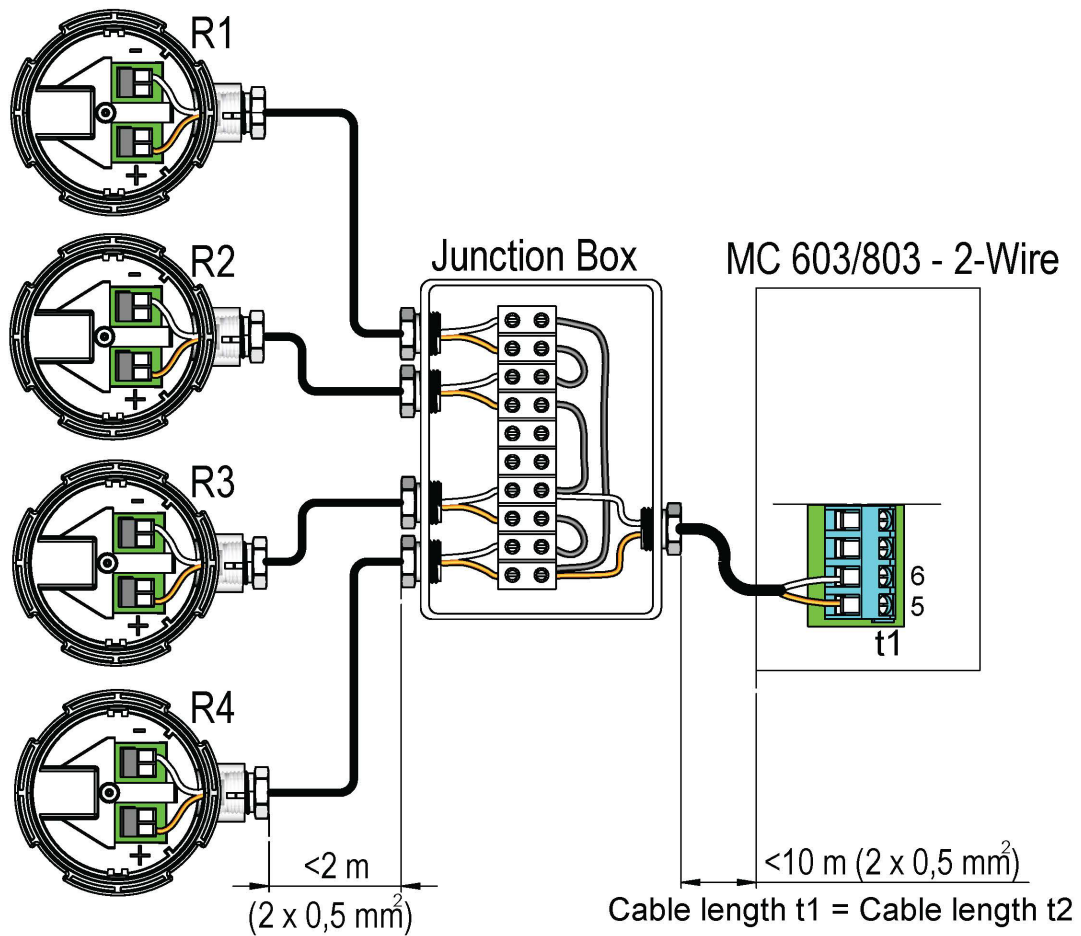 R1
-
+
R2
-
+
Junction Box
MC 603/803 - 2-Wire
R3
-
+
6
5
t1
R4
-
+
<2 m
(2 x 0,5 mm²)
<10 m (2 x 0,5 mm²)
Cable length t1 = Cable length t2